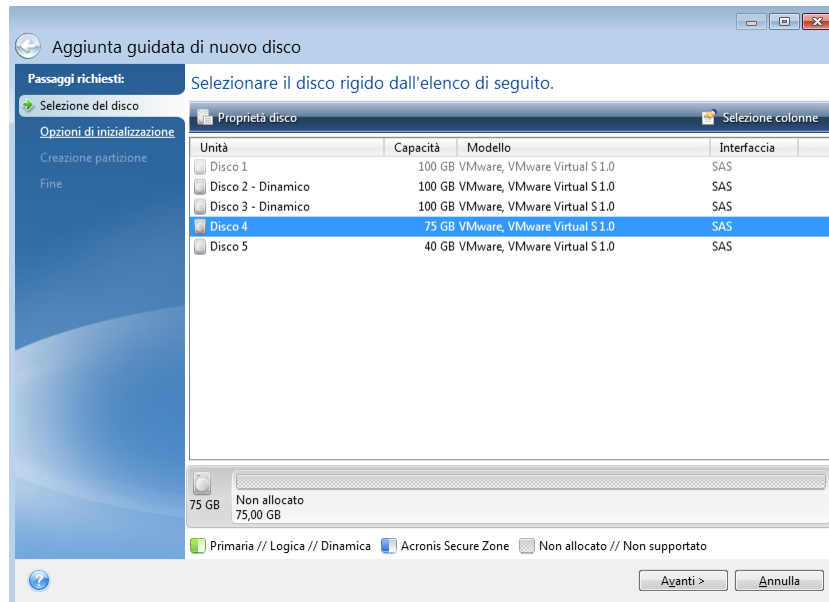 Aggiunta guidata di nuovo disco
Passaggi richiesti:
Selezione del disco
Opzioni di inizializzazione
Creazione partizione
Fine
Selezionare il disco rigido dall'elenco di seguito.
Proprietà disco Selezione colonne
Unità Capacità Modello Interfaccia
Disco 1 100 GB VMware, VMware Virtual S 1.0 SAS
Disco 2 - Dinamico 100 GB VMware, VMware Virtual S 1.0 SAS
Disco 3 - Dinamico 100 GB VMware, VMware Virtual S 1.0 SAS
Disco 4 75 GB VMware, VMware Virtual S 1.0 SAS
Disco 5 40 GB VMware, VMware Virtual S 1.0 SAS
75 GB
Non allocato
75,00 GB
Primaria // Logica // Dinamica Acronis Secure Zone Non allocato // Non supportato
? Avanti > Annulla